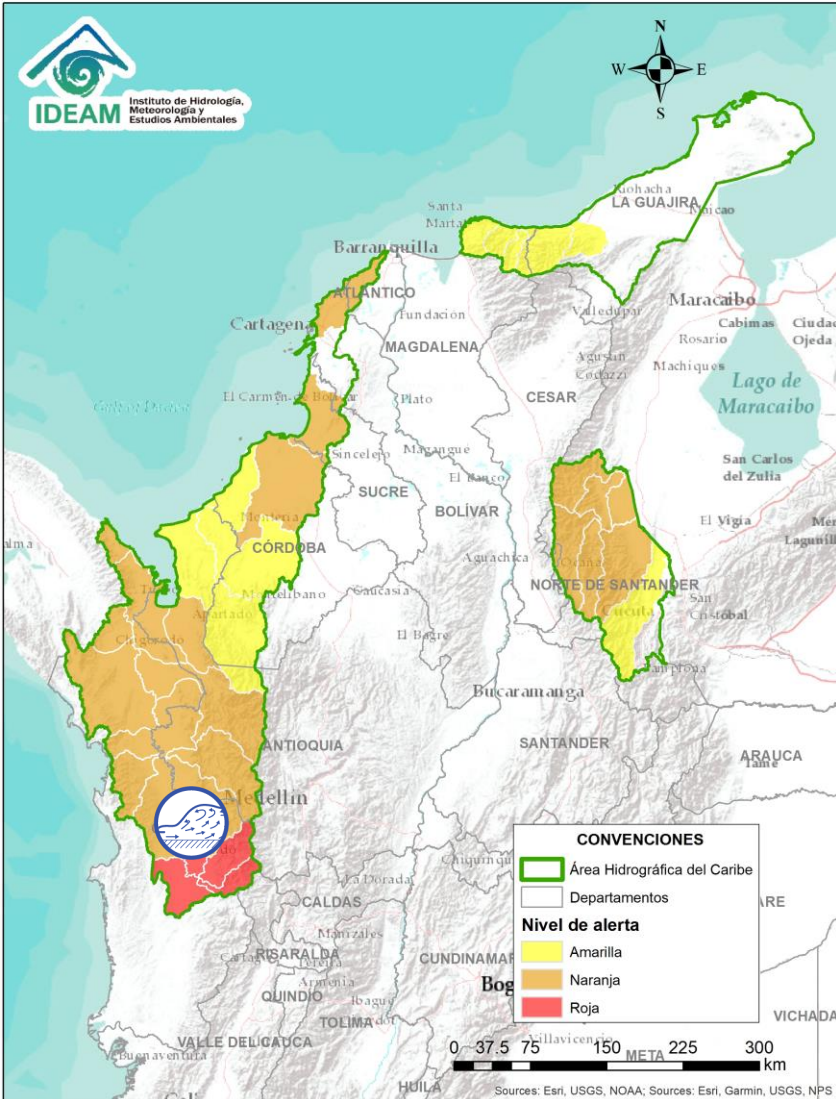 IDEAM
Instituto de Hidrología,
Meteorología y
Estudios Ambientales
N
W
E
S
Riohacha
LA GUAJIRA
Maicao
Santa
Marta
Barranquilla
ATLÁNTICO
Maracaibo
Cartagena
Fundación
Valledupar
Cabimas
Ciudad
Ojeda
Rosario
MAGDALENA
Agustín
Codazzi
Machiques
Lago de
Maracaibo
El Carmen de Bolívar
Plato
CESAR
Sincelejo
Magangué
San Carlos
del Zulia
El Banco
SUCRE
BOLÍVAR
El Vigía
Montería
CÓRDOBA
Aguachica
Ocaña
NORTE DE SANTANDER
San
Cristóbal
Cúcuta
Montelíbano
Caucasia
Apartadó
El Bagre
Chigorodó
Pamplona
Bucaramanga
ANTIOQUIA
SANTANDER
ARAUCA
Tame
Medellín
CONVENCIONES
Área Hidrográfica del Caribe
Departamentos
Nivel de alerta
Amarilla
Naranja
Roja
La Dorada
CALDAS
Manizales
RISARALDA
Pereira
CUNDINAMAR
Armenia
QUINDIO
Ibagué
TOLIMA
VICHADA
VALLE DEL CAUCA
Buenaventura
Villavicencio
META
HUILA
0 37.5 75 150 225 300
km
Sources: Esri, USGS, NOAA; Sources: Esri, Garmin, USGS, NPS